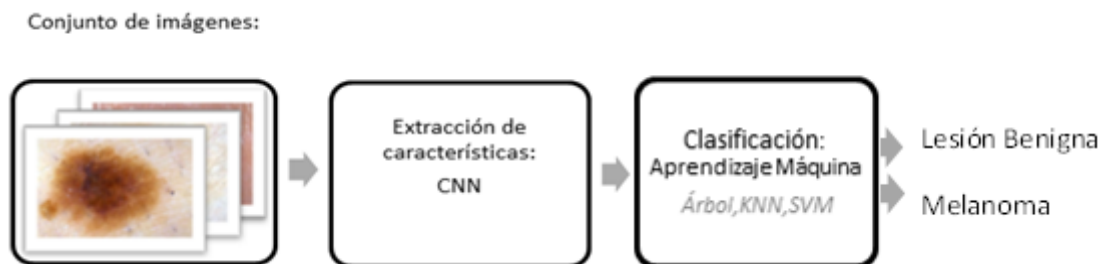 Conjunto de imágenes:
Extracción de
características:
CNN
Clasificación:
Aprendizaje Máquina
Árbol,KNN,SVM
Lesión Benigna
Melanoma